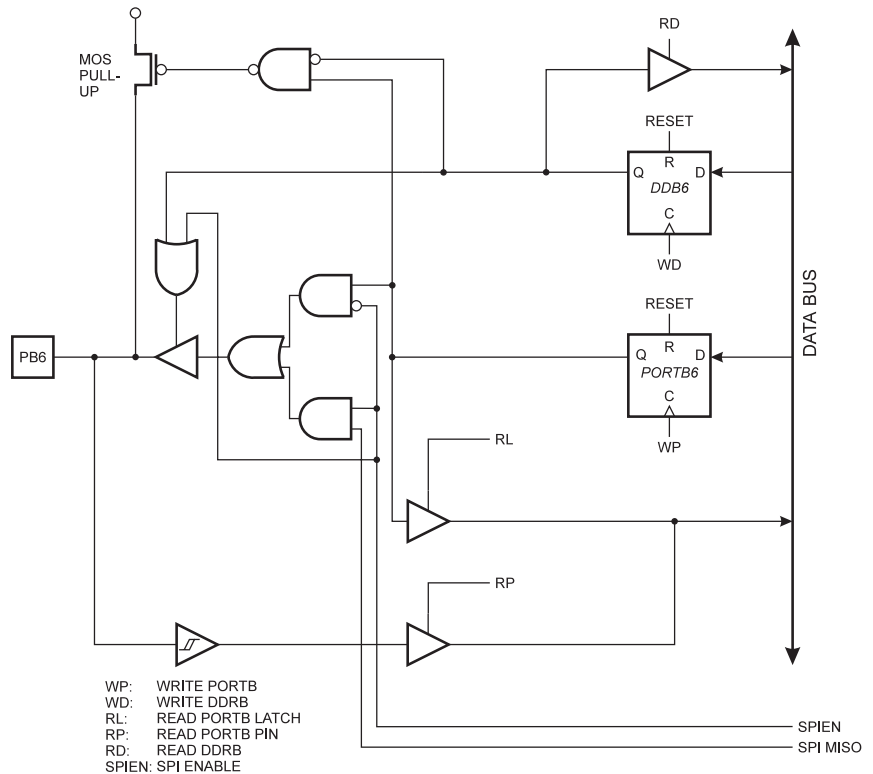 RD
MOS
PULL-
UP
RESET
R
Q
D
DDB6
C
WD
DATA BUS
RESET
PB6
R
Q
D
PORTB6
C
WP
RL
RP
WP: WRITE PORTB
WD: WRITE DDRB
RL: READ PORTB LATCH
RP: READ PORTB PIN
RD: READ DDRB
SPIEN: SPI ENABLE
SPIEN
SPI MISO